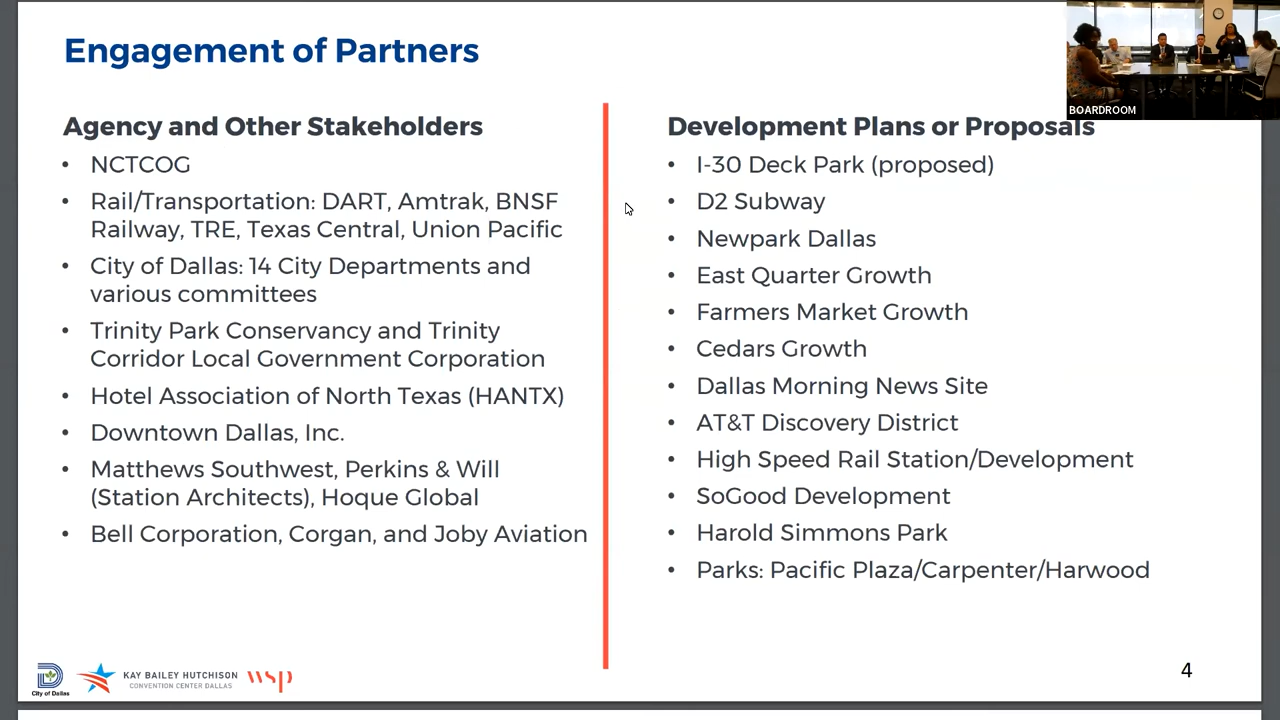 Engagement of Partners
BOARDROOM
Agency and Other Stakeholders
• NCTCOG
• Rail/Transportation: DART, Amtrak, BNSF
Railway, TRE, Texas Central, Union Pacific
• City of Dallas: 14 City Departments and
various committees
• Trinity Park Conservancy and Trinity
Corridor Local Government Corporation
• Hotel Association of North Texas (HANTX)
• Downtown Dallas, Inc.
• Matthews Southwest, Perkins & Will
(Station Architects), Hoque Global
• Bell Corporation, Corgan, and Joby Aviation
Development Plans or Proposals
• I-30 Deck Park (proposed)
• D2 Subway
• Newpark Dallas
• East Quarter Growth
• Farmers Market Growth
• Cedars Growth
• Dallas Morning News Site
• AT&T Discovery District
• High Speed Rail Station/Development
• SoGood Development
• Harold Simmons Park
• Parks: Pacific Plaza/Carpenter/Harwood
City of Dallas
KAY BAILEY HUTCHISON
CONVENTION CENTER DALLAS
wsp
4